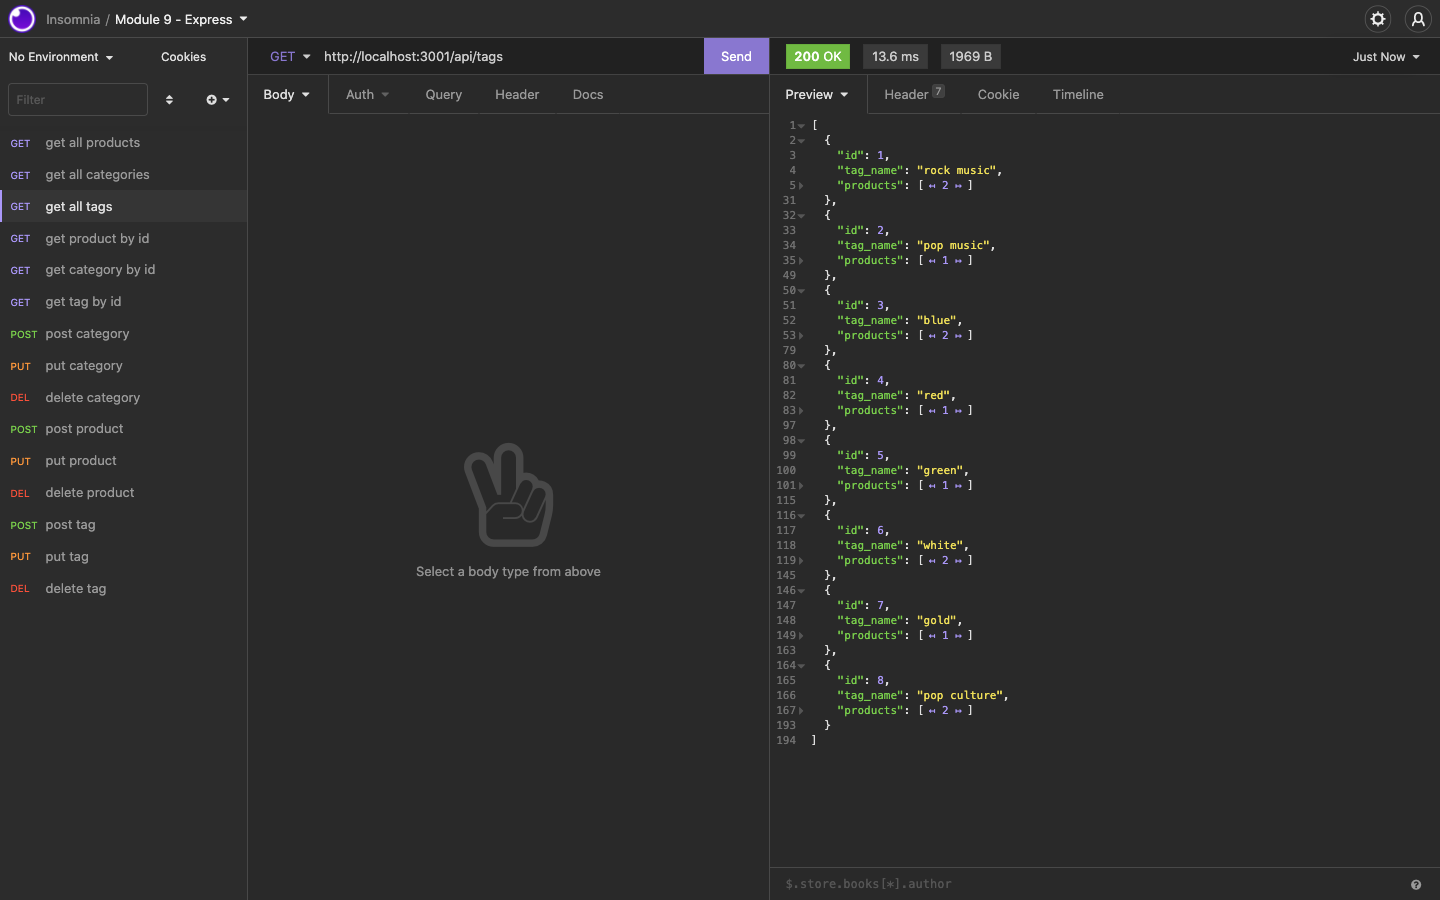 Insomnia / Module 9 - Express
No Environment
Cookies
Filter
GET get all products
GET get all categories
GET get all tags
GET get product by id
GET get category by id
GET get tag by id
POST post category
PUT put category
DEL delete category
POST post product
PUT put product
DEL delete product
POST post tag
PUT put tag
DEL delete tag
GET http://localhost:3001/api/tags Send
Body Auth Query Header Docs
Select a body type from above
200 OK 13.6 ms 1969 B Just Now
Preview Header 7 Cookie Timeline
1 [
2 {
3 "id": 1,
4 "tag_name": "rock music",
5 "products": [ ↤ 2 ↦ ]
31 },
32 {
33 "id": 2,
34 "tag_name": "pop music",
35 "products": [ ↤ 1 ↦ ]
49 },
50 {
51 "id": 3,
52 "tag_name": "blue",
53 "products": [ ↤ 2 ↦ ]
79 },
80 {
81 "id": 4,
82 "tag_name": "red",
83 "products": [ ↤ 1 ↦ ]
97 },
98 {
99 "id": 5,
100 "tag_name": "green",
101 "products": [ ↤ 1 ↦ ]
115 },
116 {
117 "id": 6,
118 "tag_name": "white",
119 "products": [ ↤ 2 ↦ ]
145 },
146 {
147 "id": 7,
148 "tag_name": "gold",
149 "products": [ ↤ 1 ↦ ]
163 },
164 {
165 "id": 8,
166 "tag_name": "pop culture",
167 "products": [ ↤ 2 ↦ ]
193 }
194 ]
$.store.books[*].author